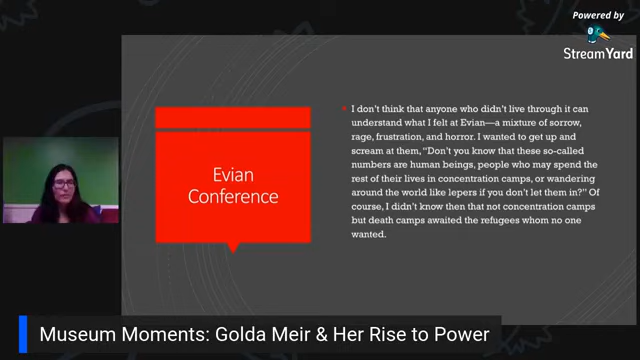 Powered by
StreamYard
Evian
Conference
I don't think that anyone who didn't live through it can
understand what I felt at Evian—a mixture of sorrow,
rage, frustration, and horror. I wanted to get up and
scream at them, "Don't you know that these so-called
numbers are human beings, people who may spend the
rest of their lives in concentration camps, or wandering
around the world like lepers if you don't let them in?" Of
course, I didn't know then that not concentration camps
but death camps awaited the refugees whom no one
wanted.
Museum Moments: Golda Meir & Her Rise to Power